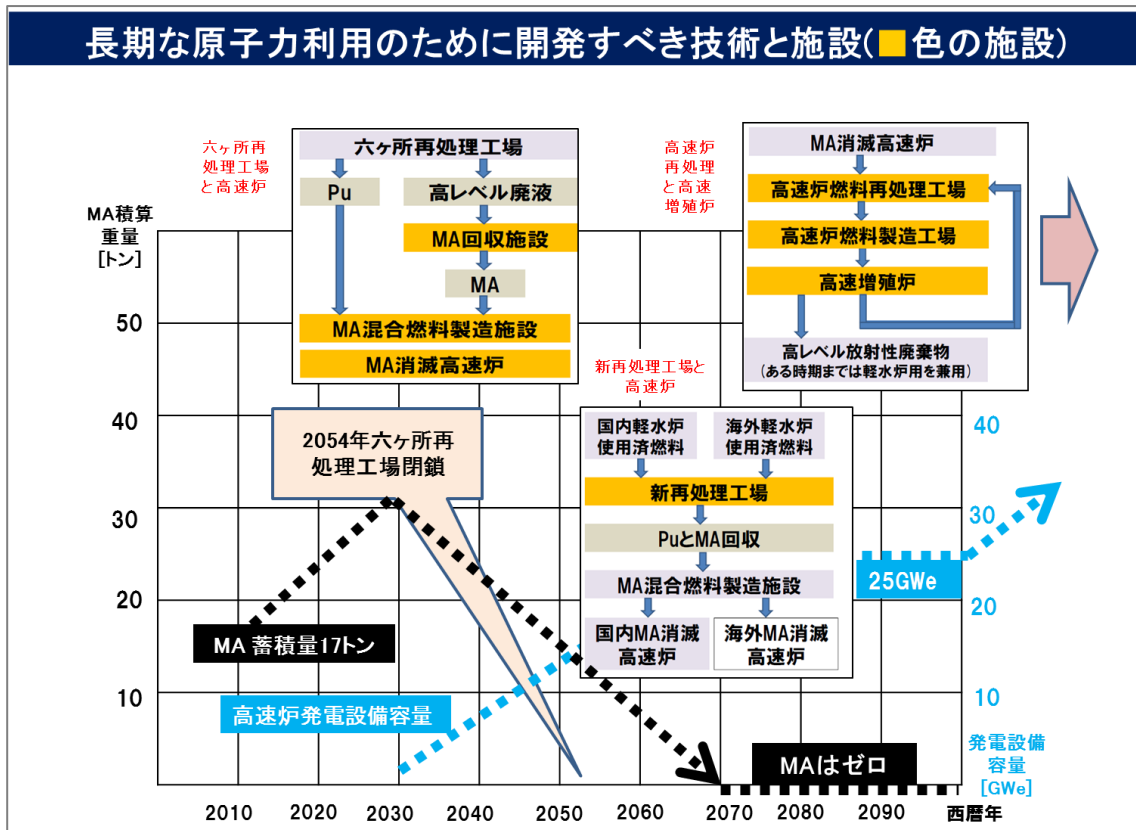 長期な原子力利用のために開発すべき技術と施設(■色の施設)
六ヶ所再
処理工場
と高速炉
六ヶ所再処理工場
Pu
高レベル廃液
MA回収施設
MA
MA混合燃料製造施設
MA消滅高速炉
高速炉
再処理
と高速
増殖炉
MA消滅高速炉
高速炉燃料再処理工場
高速炉燃料製造工場
高速増殖炉
高レベル放射性廃棄物
(ある時期までは軽水炉用を兼用)
新再処理工場と
高速炉
国内軽水炉
使用済燃料
海外軽水炉
使用済燃料
新再処理工場
PuとMA回収
MA混合燃料製造施設
国内MA消滅
高速炉
海外MA消滅
高速炉
MA積算
重量
[トン]
50
40
30
20
10
2054年六ヶ所再
処理工場閉鎖
MA 蓄積量17トン
高速炉発電設備容量
25GWe
MAはゼロ
40
30
20
10
発電設備
容量
[GWe]
2010 2020 2030 2040 2050 2060 2070 2080 2090 西暦年